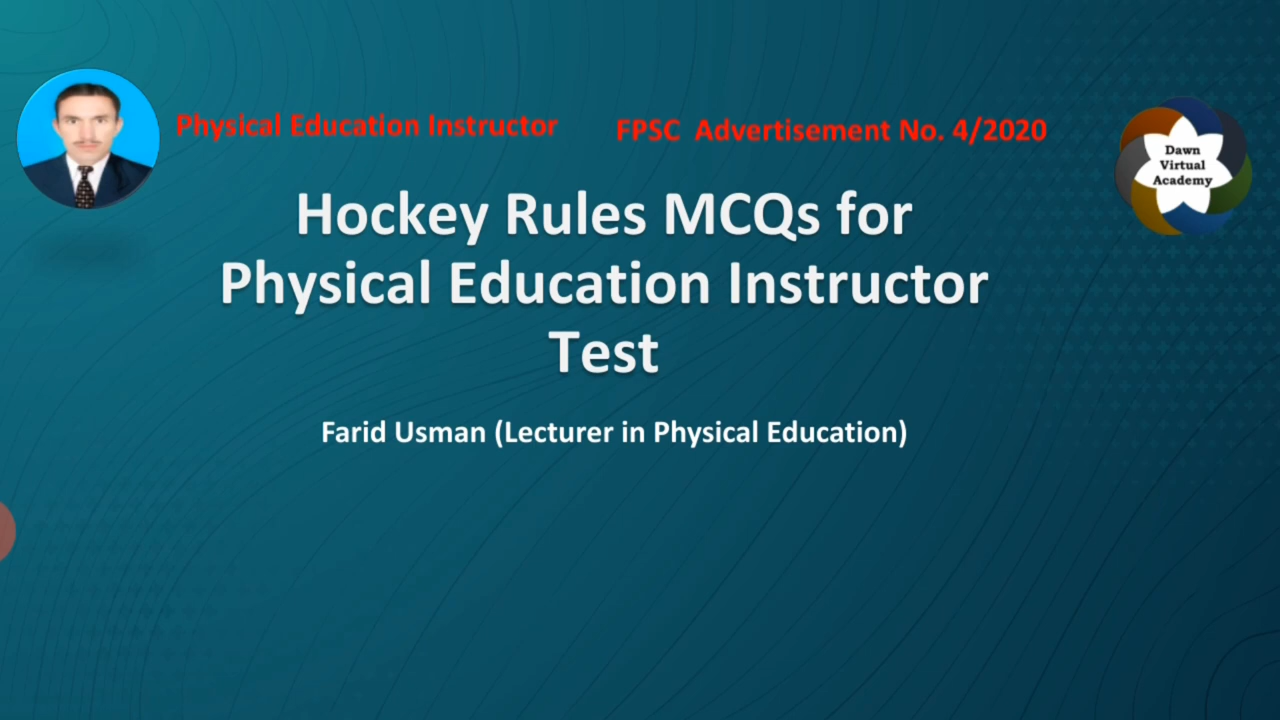 Physical Education Instructor
FPSC Advertisement No. 4/2020
Dawn
Virtual
Academy
Hockey Rules MCQs for
Physical Education Instructor
Test
Farid Usman (Lecturer in Physical Education)